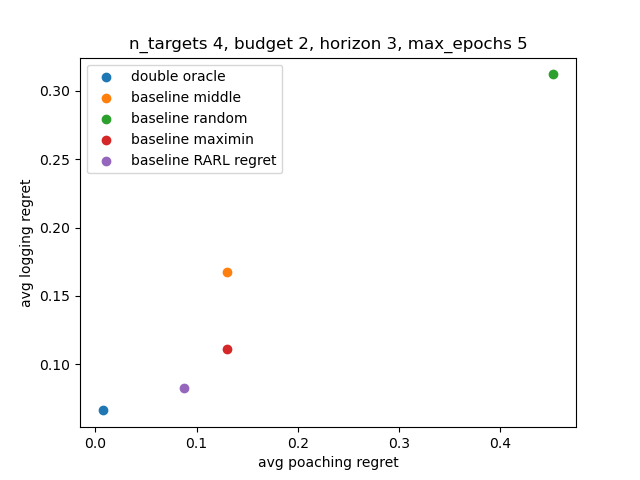 n_targets 4, budget 2, horizon 3, max_epochs 5
double oracle
baseline middle
baseline random
baseline maximin
baseline RARL regret
avg logging regret
0.30
0.25
0.20
0.15
0.10
0.0 0.1 0.2 0.3 0.4
avg poaching regret